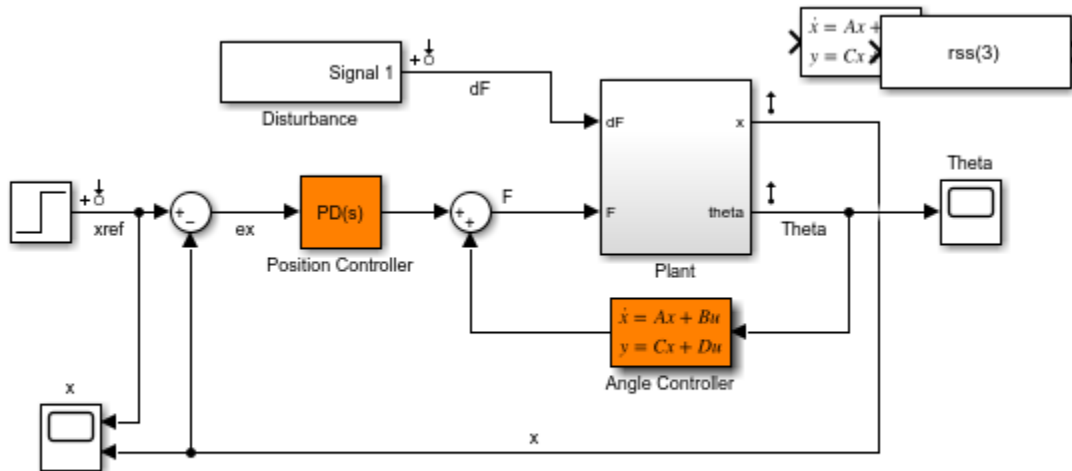 ẋ = Ax +
y = Cx
rss(3)
Signal 1
dF
Disturbance
dF
x
F
theta
Plant
Theta
xref
+
−
ex
PD(s)
Position Controller
+
+
F
Theta
ẋ = Ax + Bu
y = Cx + Du
Angle Controller
x
x